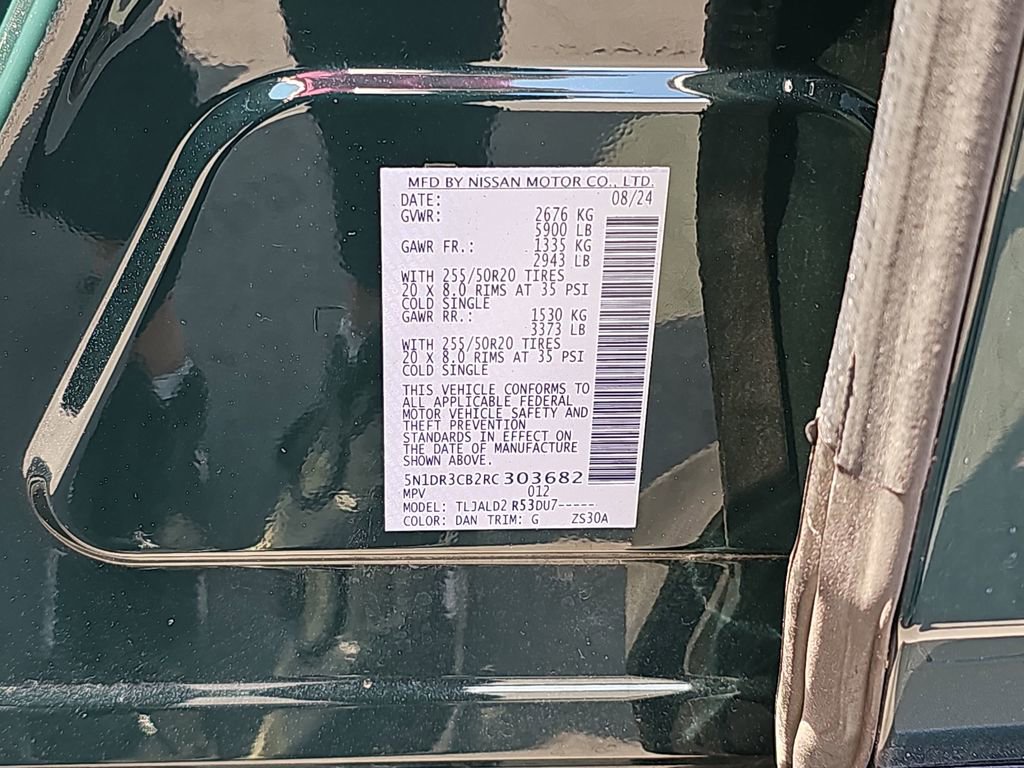 MFD BY NISSAN MOTOR CO., LTD.
DATE: 08/24
GVWR: 2676 KG
5900 LB
GAWR FR.: 1335 KG
2943 LB
WITH 255/50R20 TIRES
20 X 8.0 RIMS AT 35 PSI
COLD SINGLE
GAWR RR.: 1530 KG
3373 LB
WITH 255/50R20 TIRES
20 X 8.0 RIMS AT 35 PSI
COLD SINGLE
THIS VEHICLE CONFORMS TO
ALL APPLICABLE FEDERAL
MOTOR VEHICLE SAFETY AND
THEFT PREVENTION
STANDARDS IN EFFECT ON
THE DATE OF MANUFACTURE
SHOWN ABOVE.
5N1DR3CB2RC 303682
MPV 012
MODEL: TLJALD2 R53DU7-----
COLOR: DAN TRIM: G ZS30A